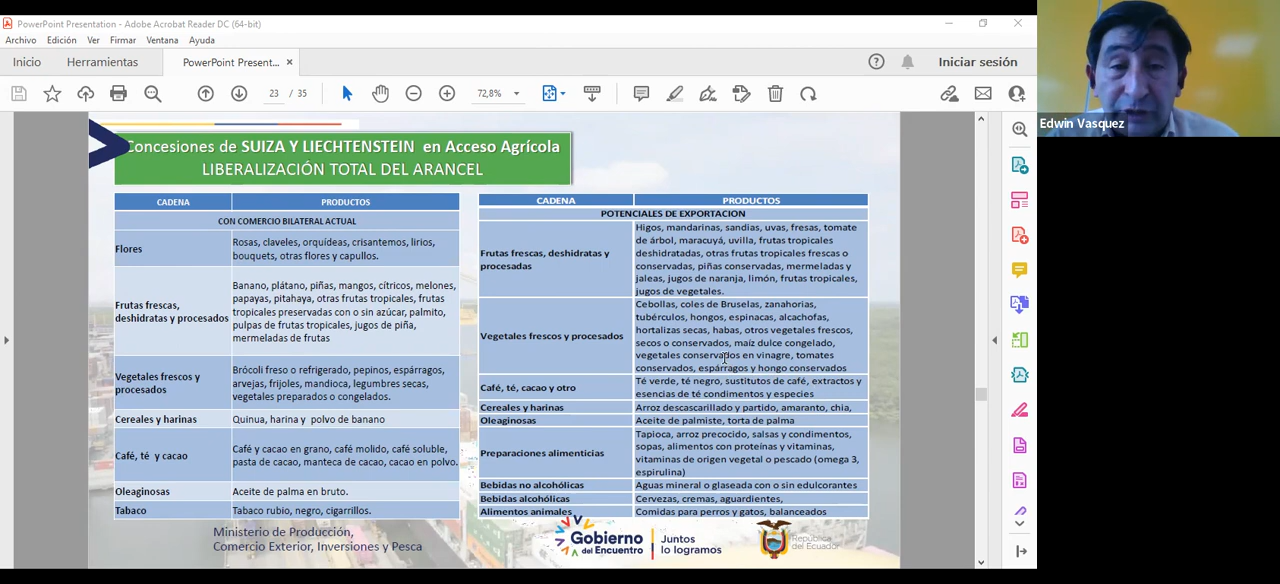 PowerPoint Presentation - Adobe Acrobat Reader DC (64-bit)
Archivo Edición Ver Firmar Ventana Ayuda
Inicio Herramientas PowerPoint Present... × Iniciar sesión
23 / 35 72,8%
Edwin Vasquez
Concesiones de SUIZA Y LIECHTENSTEIN en Acceso Agrícola
LIBERALIZACIÓN TOTAL DEL ARANCEL
CADENA PRODUCTOS
CON COMERCIO BILATERAL ACTUAL
Flores
Rosas, claveles, orquídeas, crisantemos, lirios,
bouquets, otras flores y capullos.
Frutas frescas,
deshidratas y procesados
Banano, plátano, piñas, mangos, cítricos, melones,
papayas, pitahaya, otras frutas tropicales, frutas
tropicales preservadas con o sin azúcar, palmito,
pulpas de frutas tropicales, jugos de piña,
mermeladas de frutas
Vegetales frescos y
procesados
Brócoli freso o refrigerado, pepinos, espárragos,
arvejas, frijoles, mandioca, legumbres secas,
vegetales preparados o congelados.
Cereales y harinas
Quinua, harina y polvo de banano
Café, té y cacao
Café y cacao en grano, café molido, café soluble,
pasta de cacao, manteca de cacao, cacao en polvo.
Oleaginosas
Aceite de palma en bruto.
Tabaco
Tabaco rubio, negro, cigarrillos.
CADENA PRODUCTOS
POTENCIALES DE EXPORTACION
Frutas frescas, deshidratas y
procesadas
Higos, mandarinas, sandias, uvas, fresas, tomate
de árbol, maracuyá, uvilla, frutas tropicales
deshidratadas, otras frutas tropicales frescas o
conservadas, piñas conservadas, mermeladas y
jaleas, jugos de naranja, limón, frutas tropicales,
jugos de vegetales.
Vegetales frescos y procesados
Cebollas, coles de Bruselas, zanahorias,
tubérculos, hongos, espinacas, alcachofas,
hortalizas secas, habas, otros vegetales frescos,
secos o conservados, maíz dulce congelado,
vegetales conservados en vinagre, tomates
conservados, espárragos y hongo conservados
Café, té, cacao y otro
Té verde, té negro, sustitutos de café, extractos y
esencias de té condimentos y especies
Cereales y harinas
Arroz descascarillado y partido, amaranto, chia,
Oleaginosas
Aceite de palmiste, torta de palma
Preparaciones alimenticias
Tapioca, arroz precocido, salsas y condimentos,
sopas, alimentos con proteínas y vitaminas,
vitaminas de origen vegetal o pescado (omega 3,
espirulina)
Bebidas no alcohólicas
Aguas mineral o glaseada con o sin edulcorantes
Bebidas alcohólicas
Cervezas, cremas, aguardientes,
Alimentos animales
Comidas para perros y gatos, balanceados
Ministerio de Producción,
Comercio Exterior, Inversiones y Pesca
Gobierno
del Encuentro
Juntos
lo logramos
República
del Ecuador